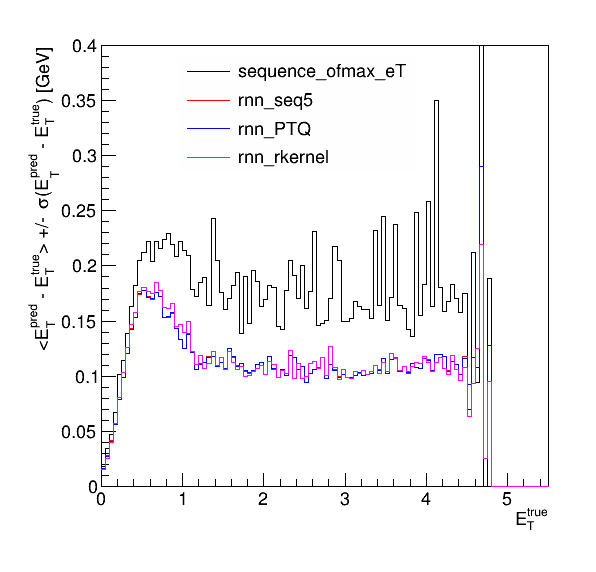 <E_T^pred - E_T^true> +/- σ(E_T^pred - E_T^true) [GeV]
0.4
0.35
0.3
0.25
0.2
0.15
0.1
0.05
0
sequence_ofmax_eT
rnn_seq5
rnn_PTQ
rnn_rkernel
0 1 2 3 4 5
E_T^true